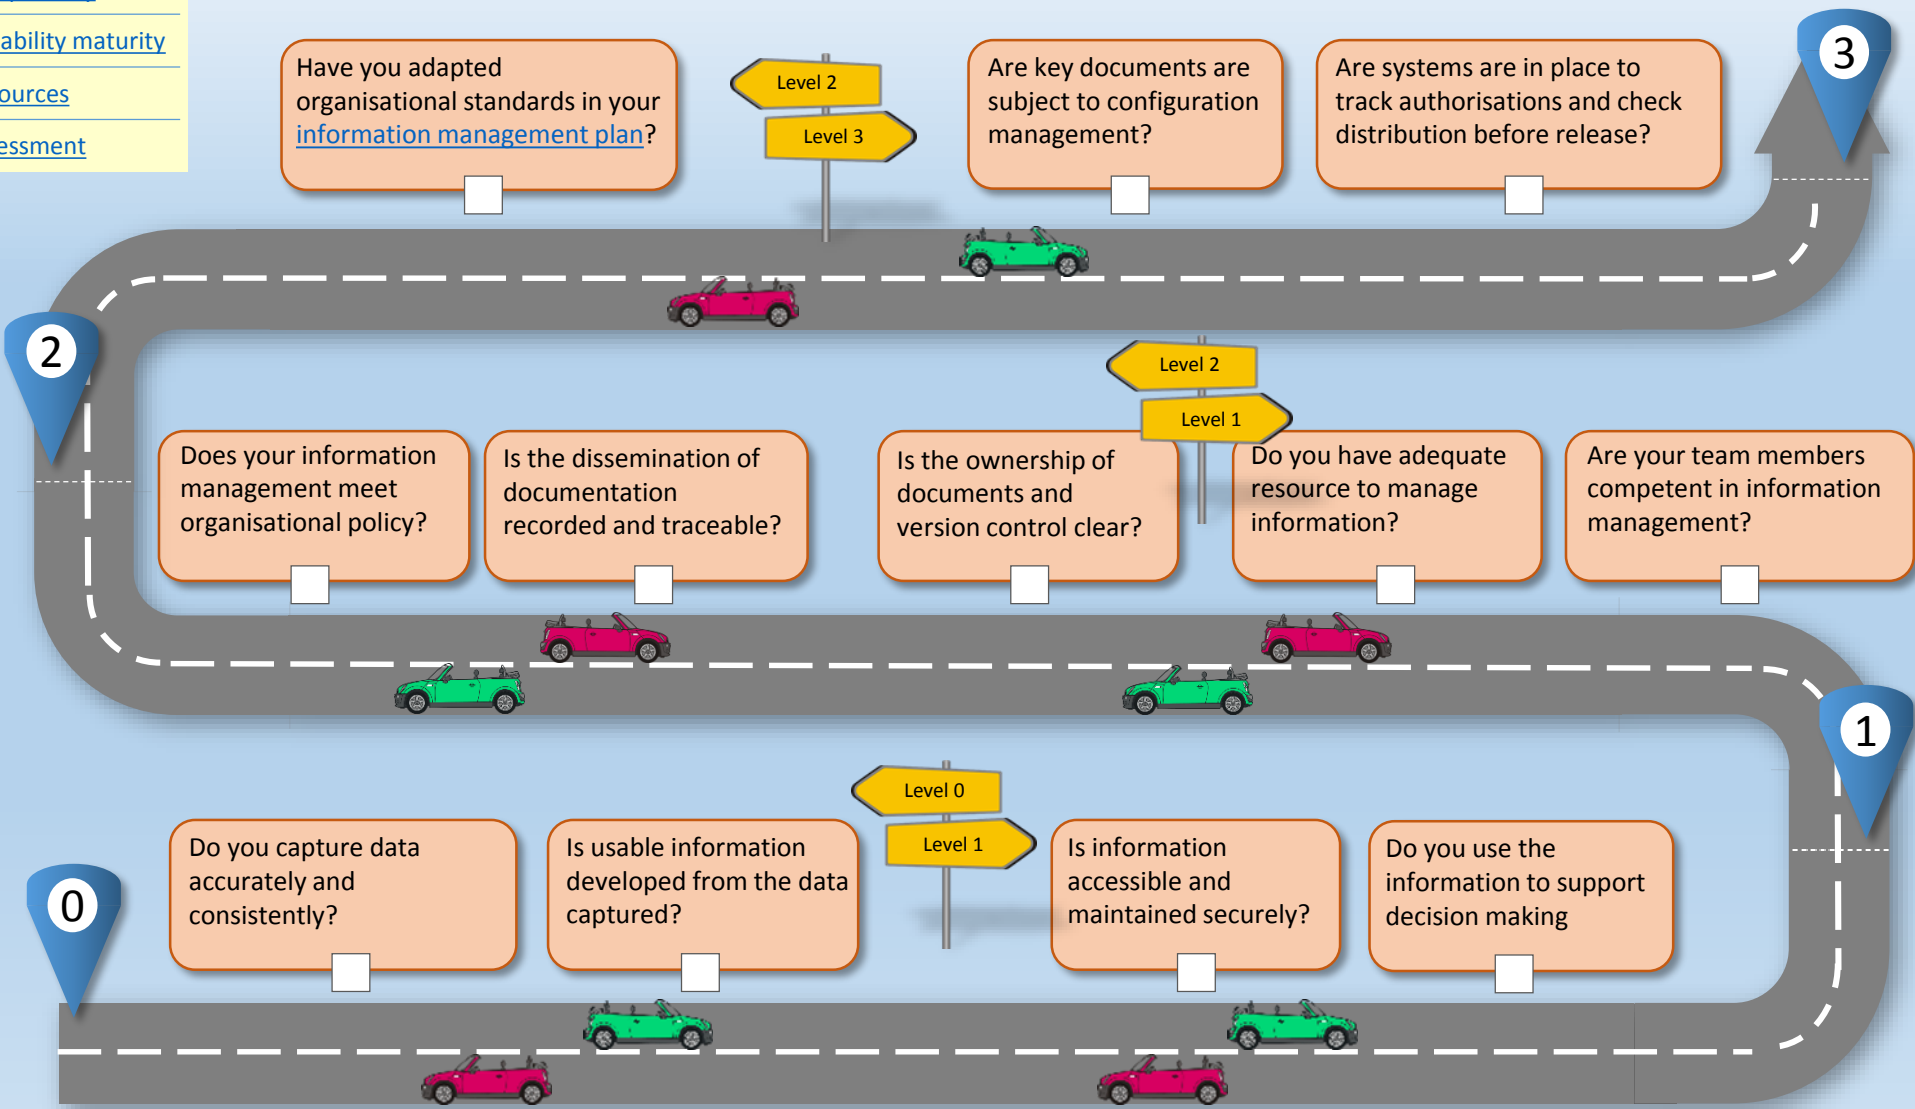 ability maturity
ources
essment
Have you adapted
organisational standards in your
information management plan?
Level 2
Level 3
Are key documents are
subject to configuration
management?
Are systems are in place to
track authorisations and check
distribution before release?
3
2
Level 2
Level 1
Does your information
management meet
organisational policy?
Is the dissemination of
documentation
recorded and traceable?
Is the ownership of
documents and
version control clear?
Do you have adequate
resource to manage
information?
Are your team members
competent in information
management?
1
Level 0
Level 1
0
Do you capture data
accurately and
consistently?
Is usable information
developed from the data
captured?
Is information
accessible and
maintained securely?
Do you use the
information to support
decision making